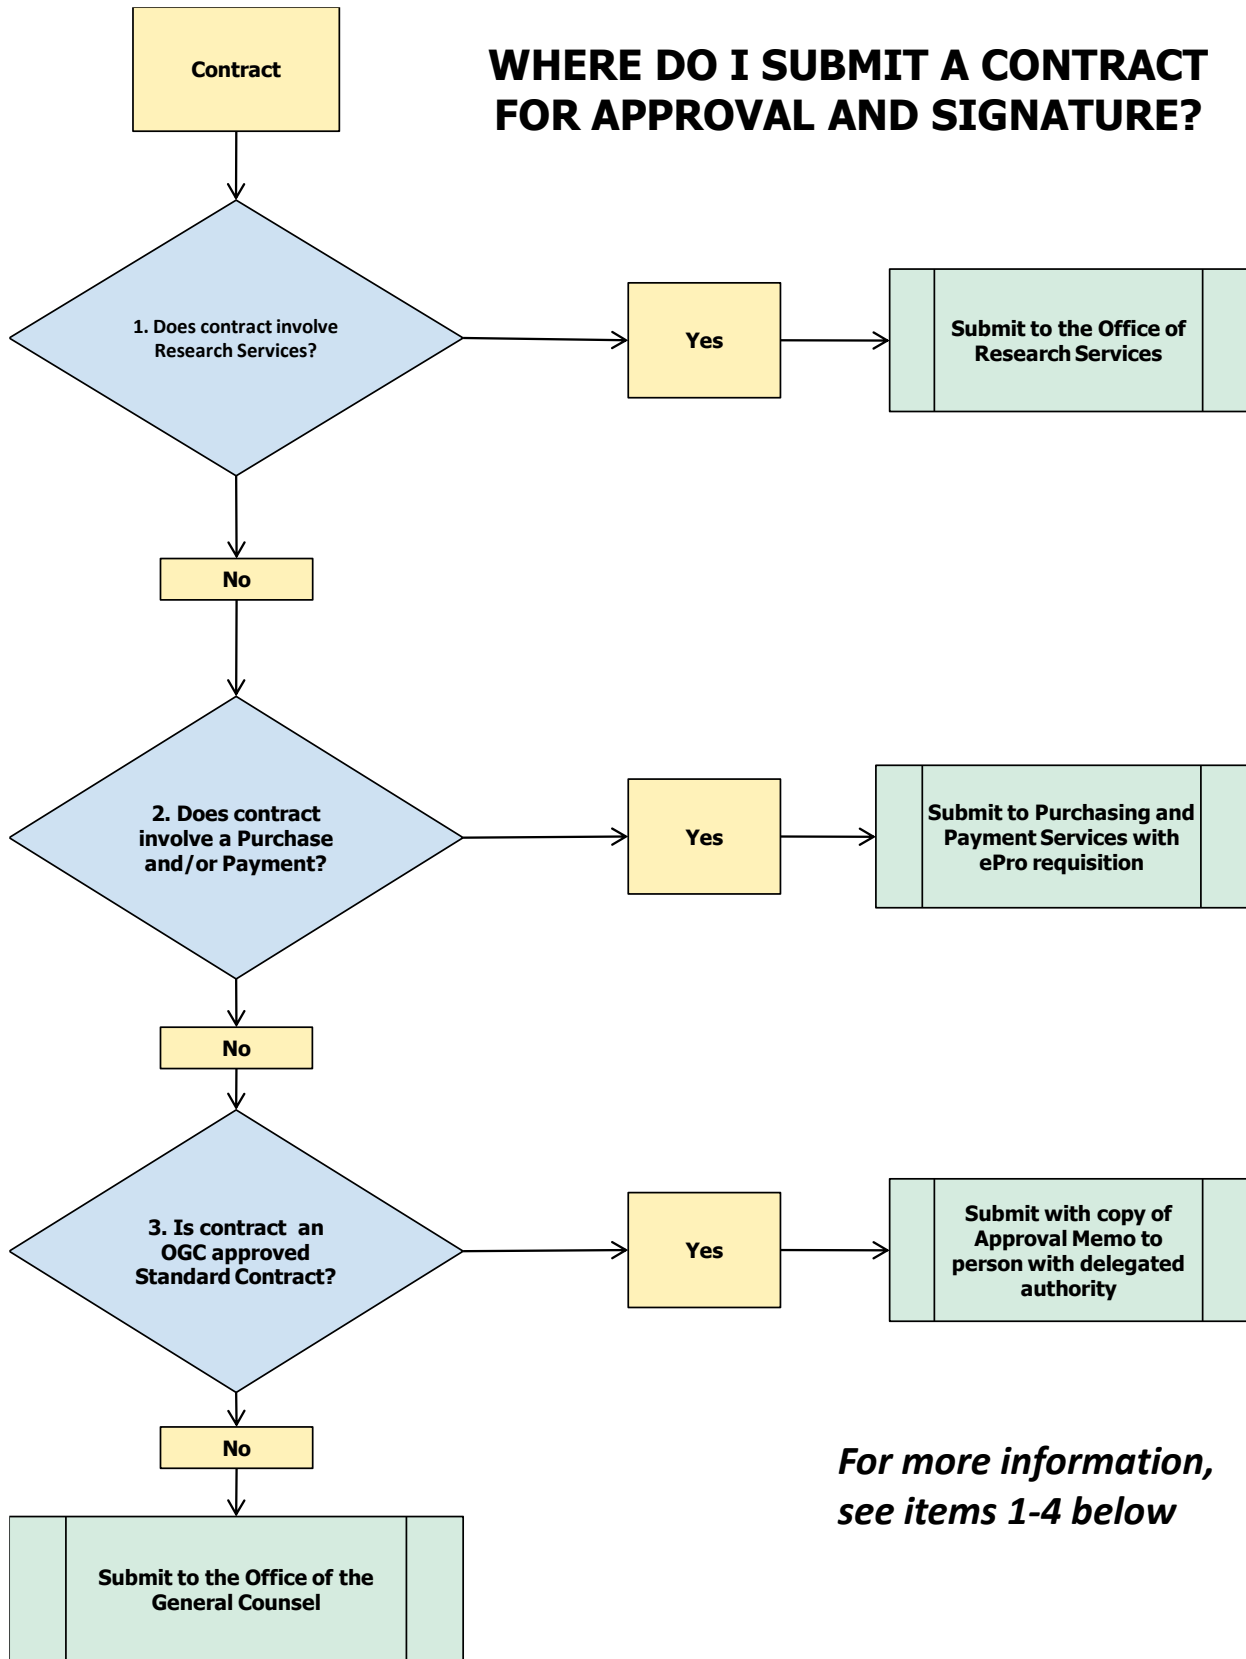 Contract
WHERE DO I SUBMIT A CONTRACT
FOR APPROVAL AND SIGNATURE?
1. Does contract involve
Research Services?
Yes
Submit to the Office of
Research Services
No
2. Does contract
involve a Purchase
and/or Payment?
Yes
Submit to Purchasing and
Payment Services with
ePro requisition
No
3. Is contract an
OGC approved
Standard Contract?
Yes
Submit with copy of
Approval Memo to
person with delegated
authority
No
For more information,
see items 1-4 below
Submit to the Office of the
General Counsel